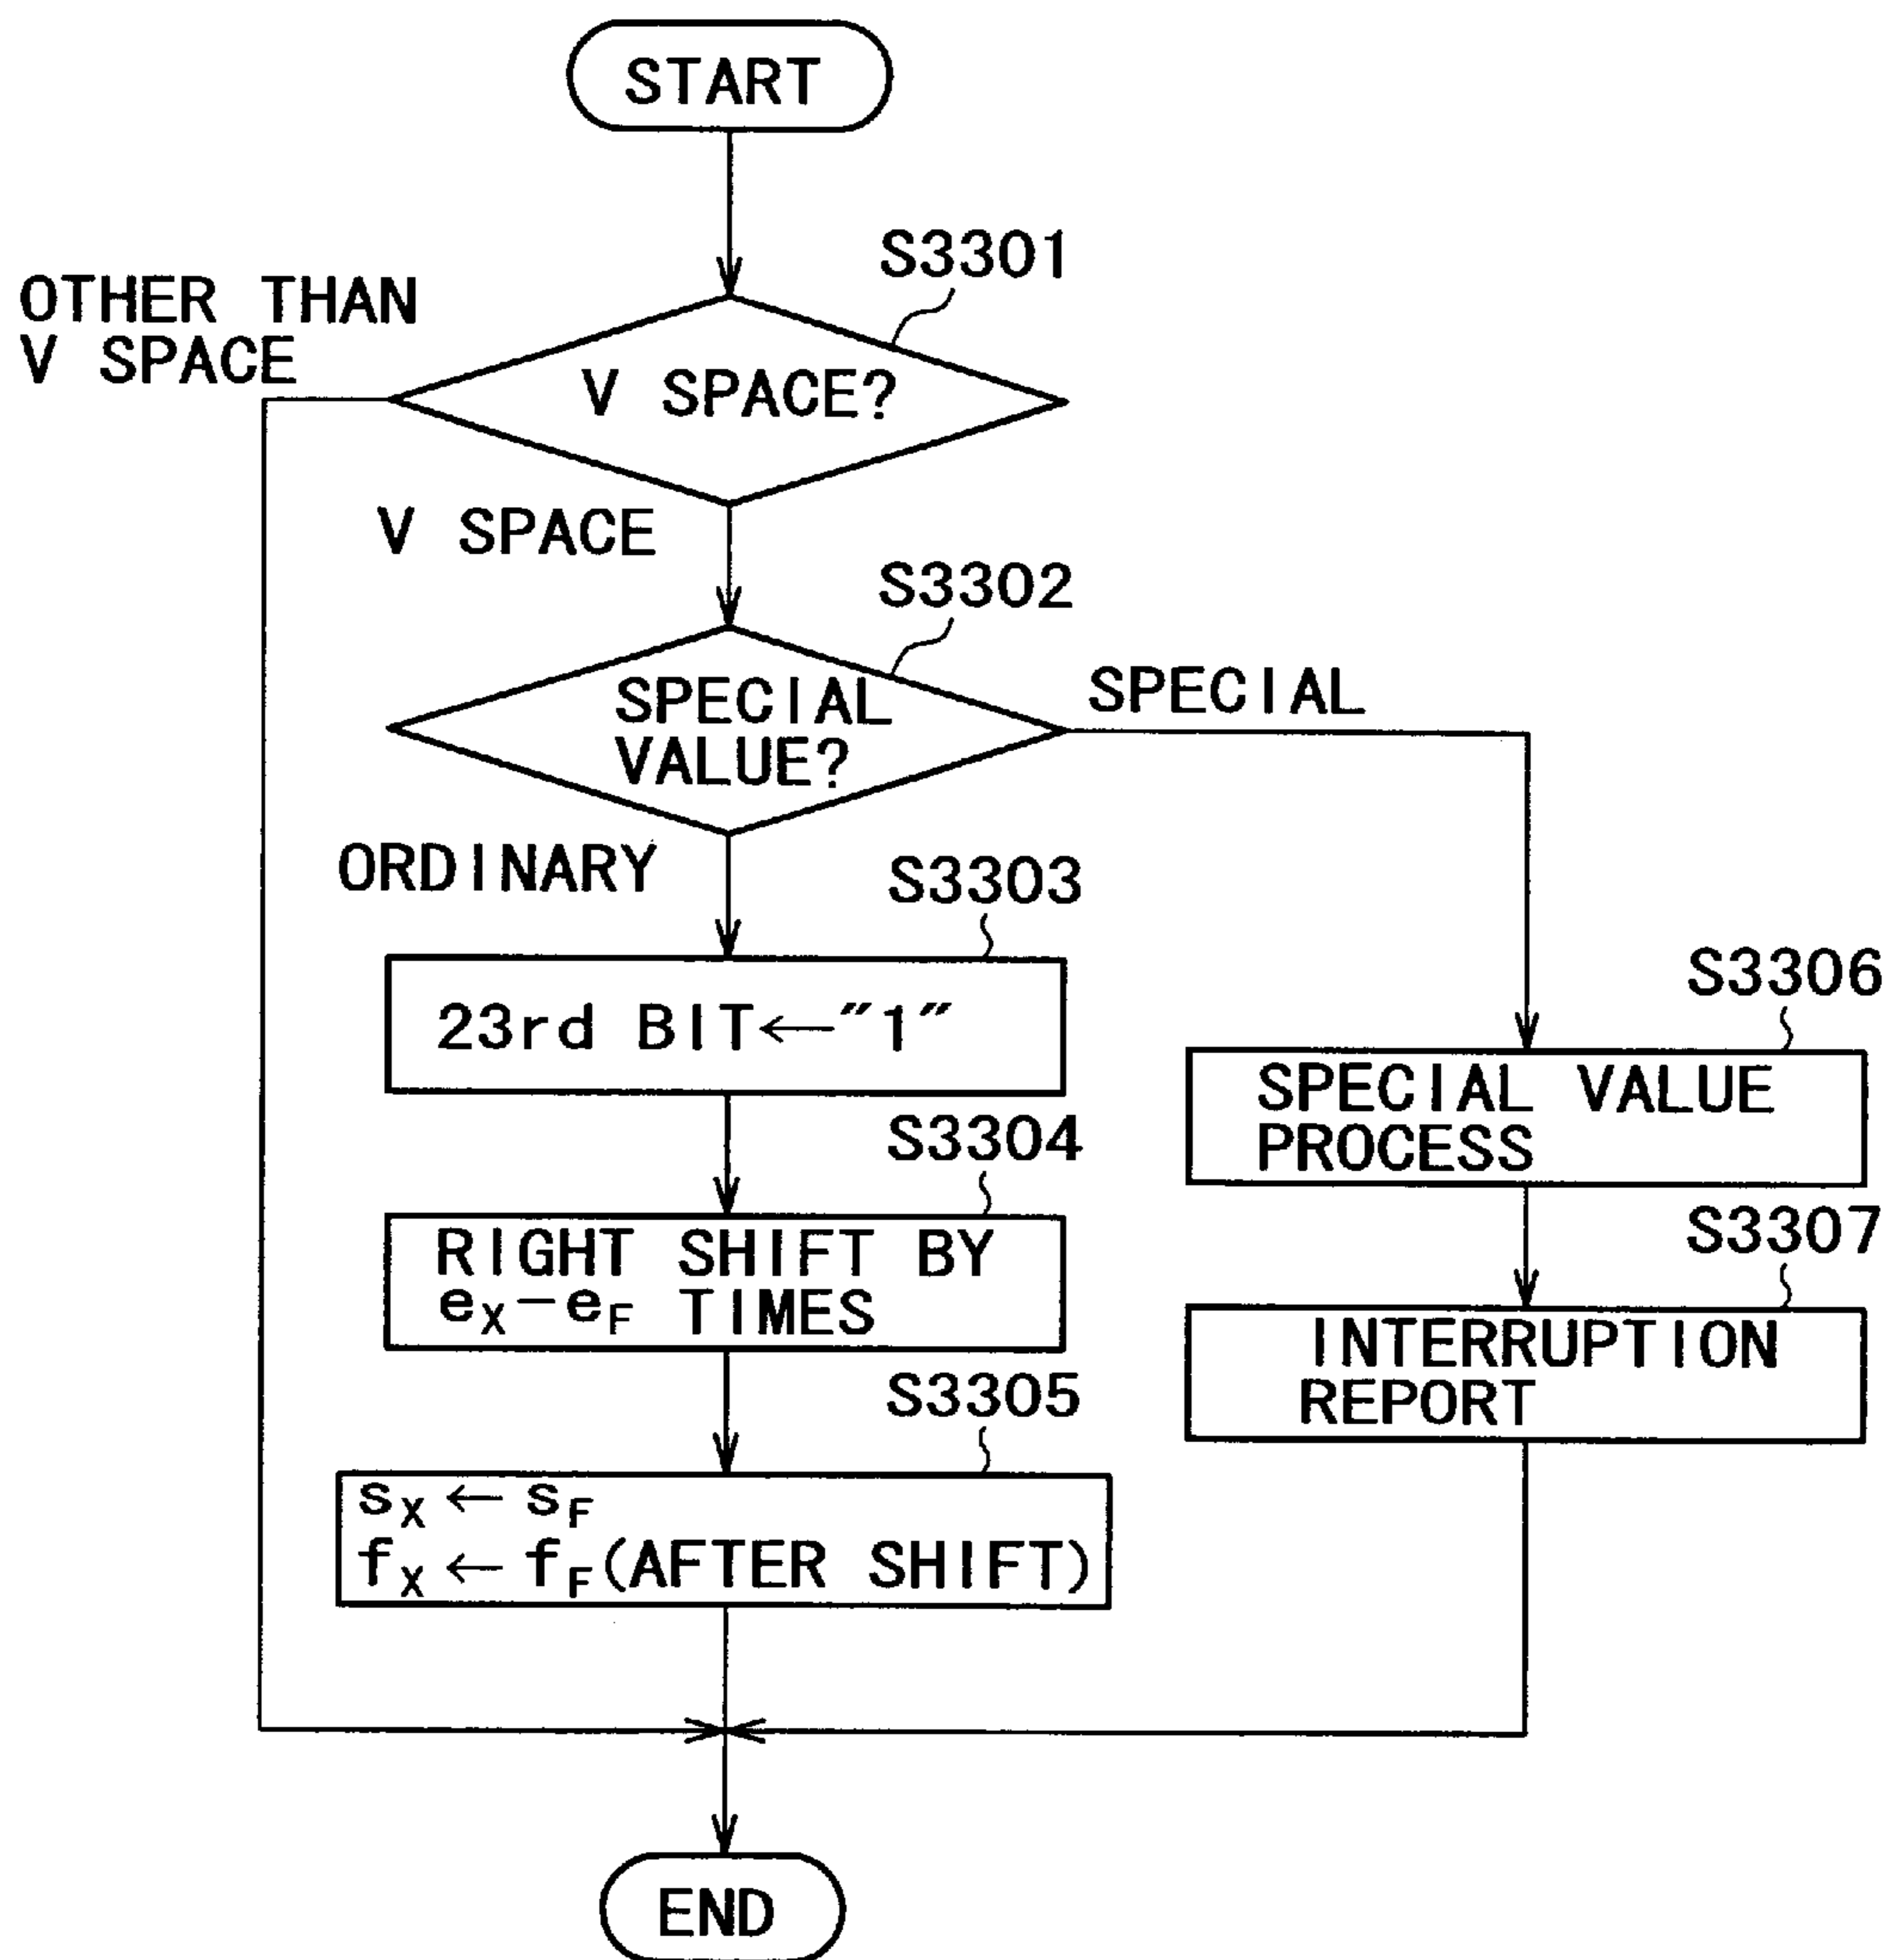 START
S3301
OTHER THAN
V SPACE
V SPACE?
V SPACE
S3302
SPECIAL
VALUE?
SPECIAL
ORDINARY
S3303
23rd BIT←"1"
S3306
SPECIAL VALUE
PROCESS
S3304
RIGHT SHIFT BY
eX−eF TIMES
S3307
INTERRUPTION
REPORT
S3305
sX ← sF
fX ← fF(AFTER SHIFT)
END